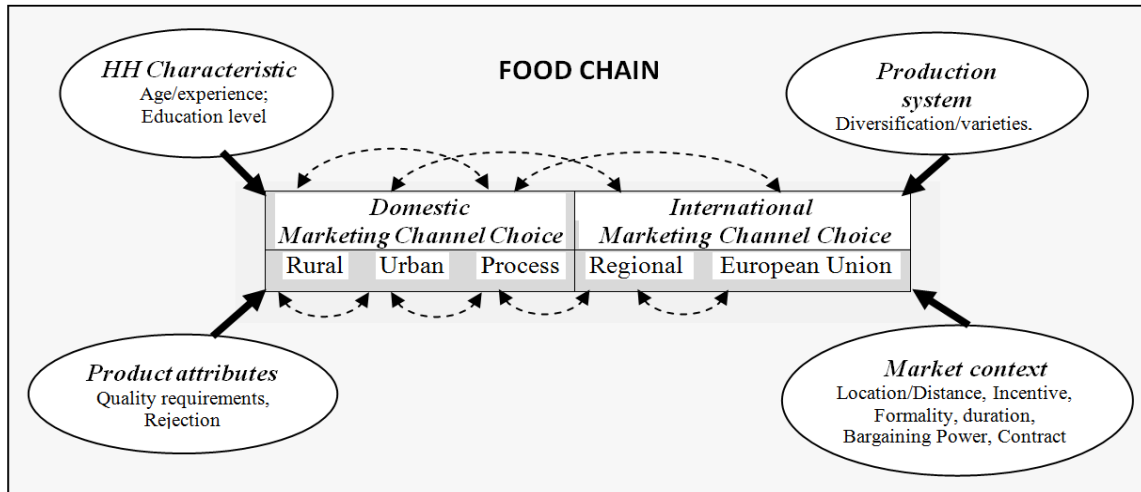 HH Characteristic
Age/experience;
Education level
FOOD CHAIN
Production
system
Diversification/varieties.
Domestic
Marketing Channel Choice
International
Marketing Channel Choice
Rural Urban Process Regional European Union
Product attributes
Quality requirements,
Rejection
Market context
Location/Distance, Incentive,
Formality, duration,
Bargaining Power, Contract